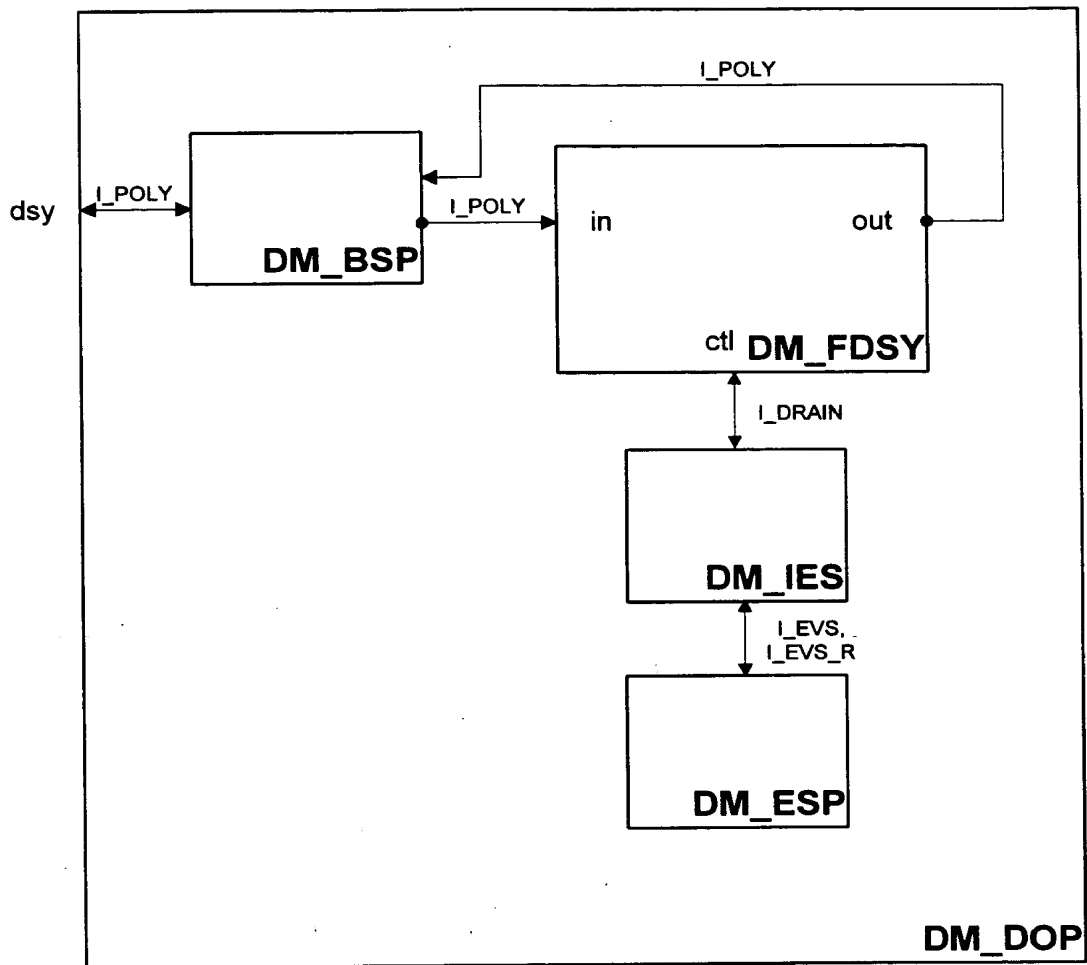 I_POLY
dsy
I_POLY
I_POLY
in
out
DM_BSP
ctl DM_FDSY
I_DRAIN
DM_IES
I_EVS,
I_EVS_R
DM_ESP
DM_DOP